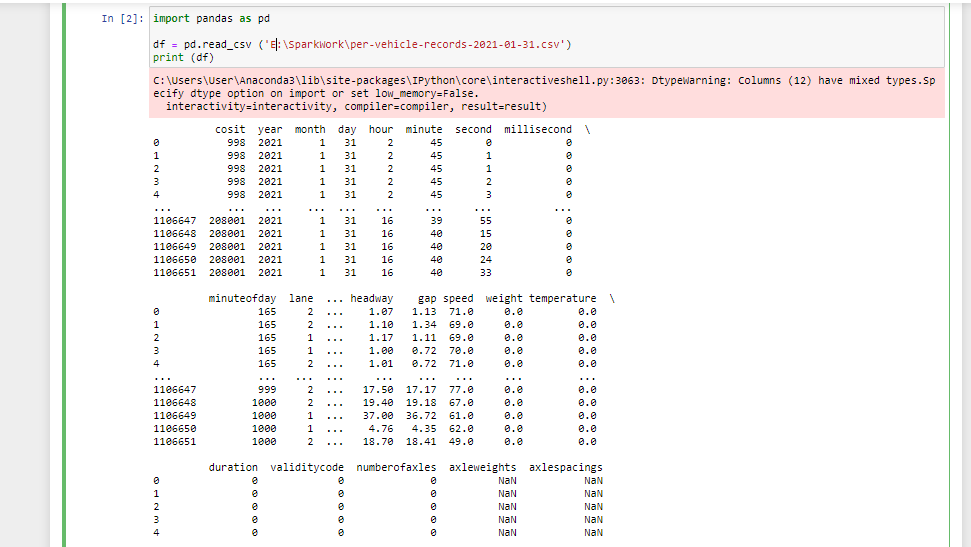 In [2]: import pandas as pd
df = pd.read_csv ('E:\SparkWork\per-vehicle-records-2021-01-31.csv')
print (df)
C:\Users\User\Anaconda3\lib\site-packages\IPython\core\interactiveshell.py:3063: DtypeWarning: Columns (12) have mixed types.Sp
ecify dtype option on import or set low_memory=False.
interactivity=interactivity, compiler=compiler, result=result)
cosit year month day hour minute second millisecond \
0 998 2021 1 31 2 45 0 0
1 998 2021 1 31 2 45 1 0
2 998 2021 1 31 2 45 1 0
3 998 2021 1 31 2 45 2 0
4 998 2021 1 31 2 45 3 0
... ... ... ... ... ... ... ... ...
1106647 208001 2021 1 31 16 39 55 0
1106648 208001 2021 1 31 16 40 15 0
1106649 208001 2021 1 31 16 40 20 0
1106650 208001 2021 1 31 16 40 24 0
1106651 208001 2021 1 31 16 40 33 0
minuteofday lane ... headway gap speed weight temperature \
0 165 2 ... 1.07 1.13 71.0 0.0 0.0
1 165 2 ... 1.10 1.34 69.0 0.0 0.0
2 165 1 ... 1.17 1.11 69.0 0.0 0.0
3 165 1 ... 1.00 0.72 70.0 0.0 0.0
4 165 2 ... 1.01 0.72 71.0 0.0 0.0
... ... ... ... ... ... ... ... ...
1106647 999 2 ... 17.50 17.17 77.0 0.0 0.0
1106648 1000 2 ... 19.40 19.18 67.0 0.0 0.0
1106649 1000 1 ... 37.00 36.72 61.0 0.0 0.0
1106650 1000 1 ... 4.76 4.35 62.0 0.0 0.0
1106651 1000 2 ... 18.70 18.41 49.0 0.0 0.0
duration validitycode numberofaxles axleweights axlespacings
0 0 0 0 NaN NaN
1 0 0 0 NaN NaN
2 0 0 0 NaN NaN
3 0 0 0 NaN NaN
4 0 0 0 NaN NaN